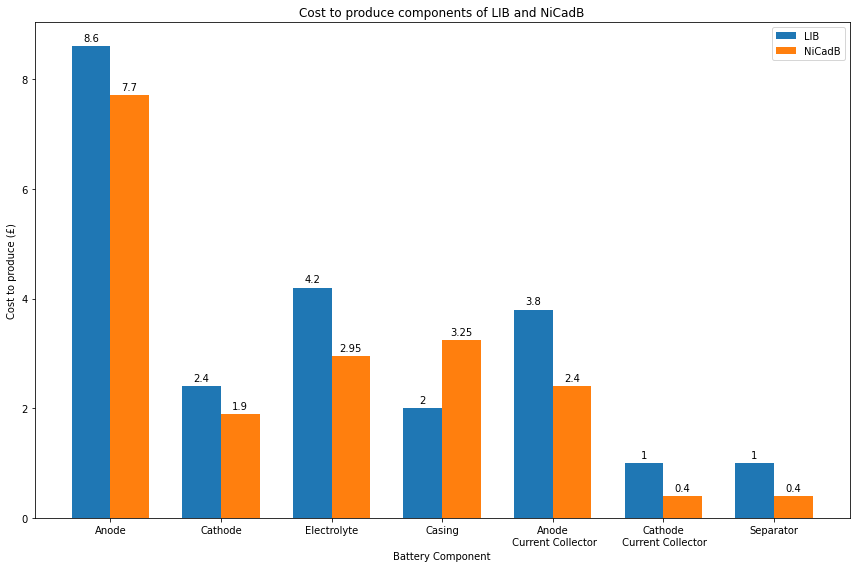 Cost to produce components of LIB and NiCadB
LIB
NiCadB
Cost to produce (£)
8
6
4
2
0
8.6
7.7
2.4
1.9
4.2
2.95
2
3.25
3.8
2.4
1
0.4
1
0.4
Anode
Cathode
Electrolyte
Casing
Anode
Current Collector
Cathode
Current Collector
Separator
Battery Component